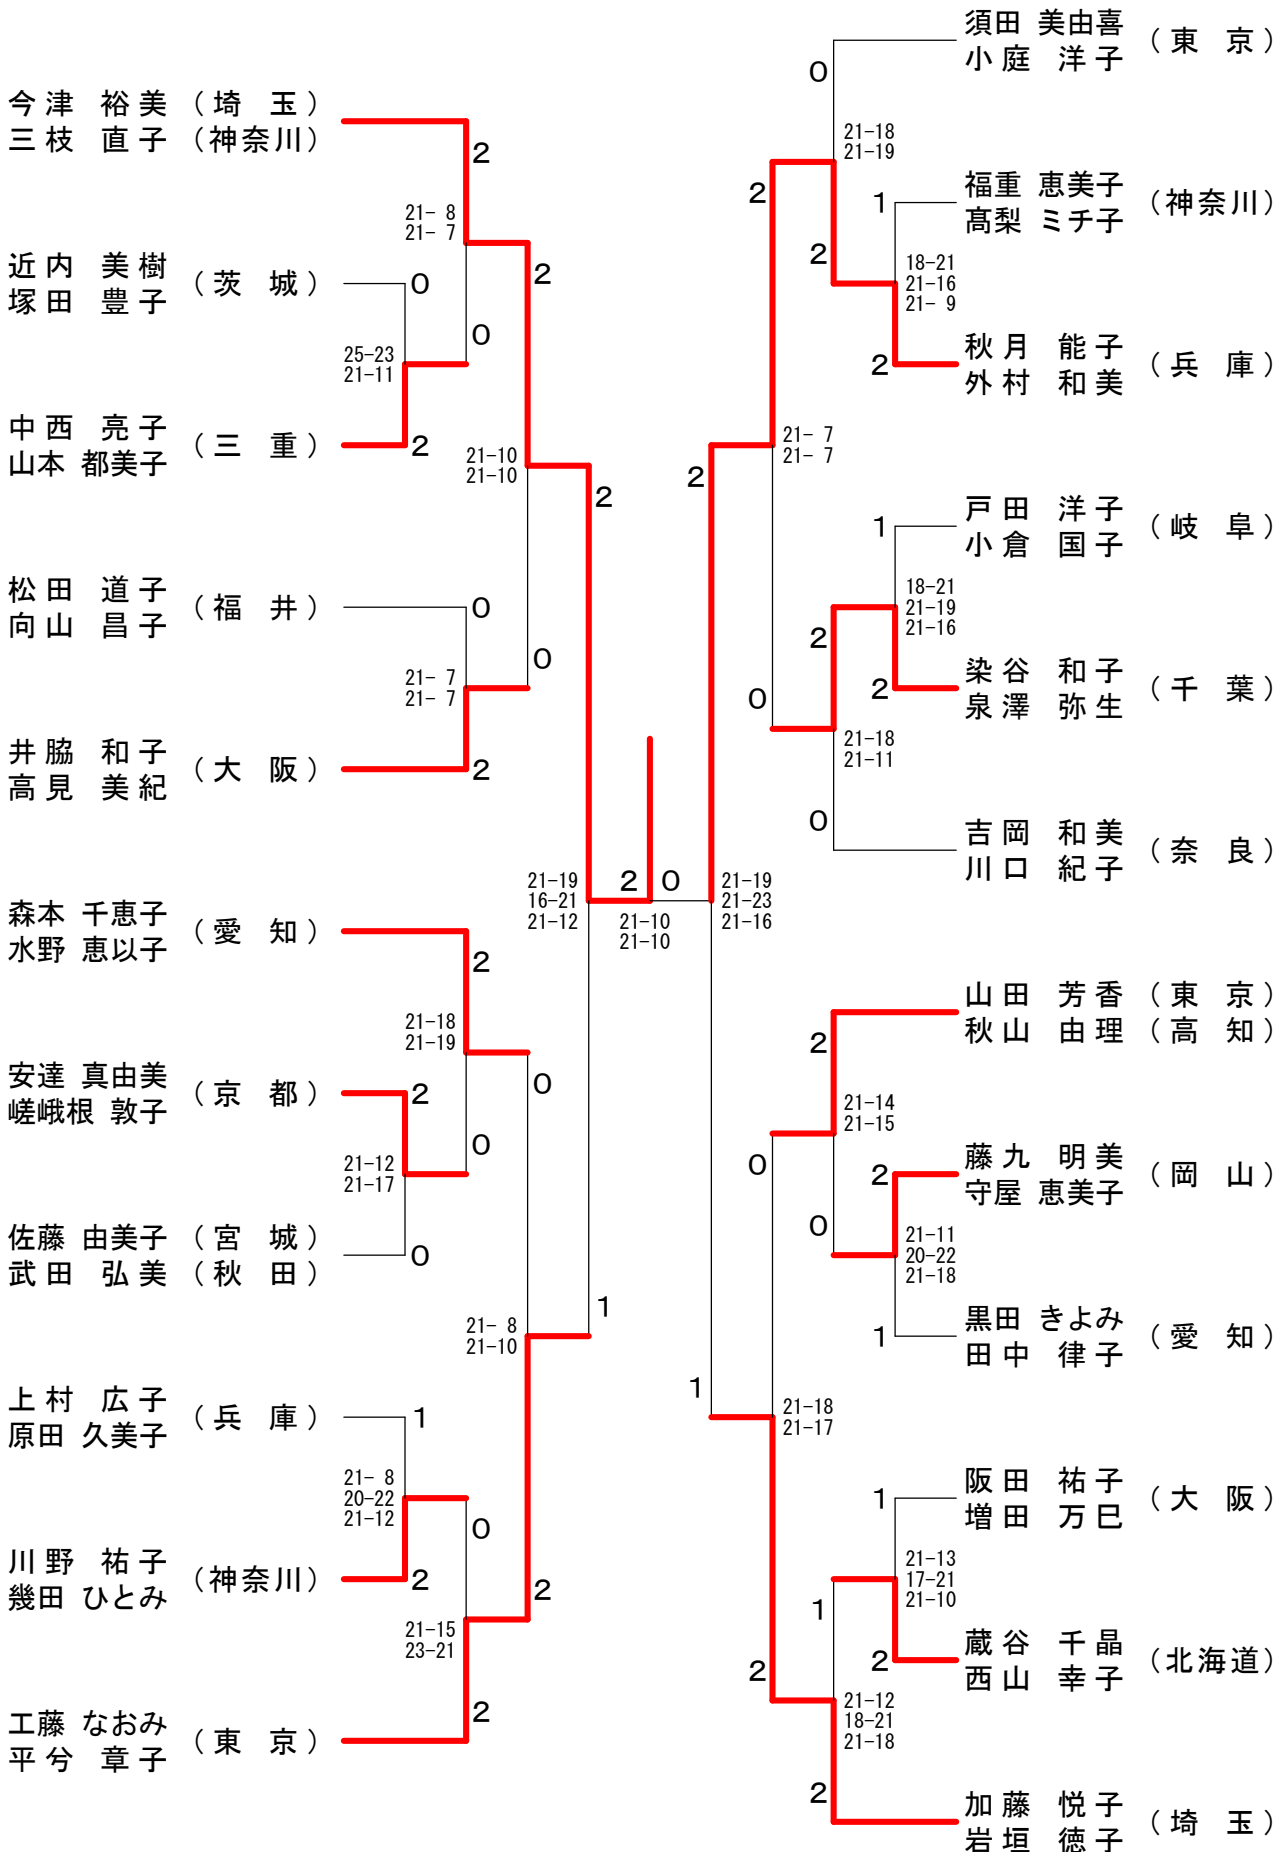 今津 裕美 (埼 玉)
三枝 直子 (神奈川)
2
21- 8
21- 7
近内 美樹
塚田 豊子
(茨 城)
0
2
0
25-23
21-11
中西 亮子
山本 都美子
(三 重)
2
21-10
21-10
2
松田 道子
向山 昌子
(福 井)
0
0
21- 7
21- 7
井脇 和子
高見 美紀
(大 阪)
2
21-19
16-21
21-12
2
0
21-10
21-10
森本 千恵子
水野 恵以子
(愛 知)
2
21-18
21-19
安達 真由美
嵯峨根 敦子
(京 都)
2
0
0
21-12
21-17
佐藤 由美子 (宮 城)
武田 弘美 (秋 田)
0
1
21- 8
21-10
上村 広子
原田 久美子
(兵 庫)
1
21- 8
20-22
21-12
0
川野 祐子
幾田 ひとみ
(神奈川)
2
2
21-15
23-21
工藤 なおみ
平兮 章子
(東 京)
2
須田 美由喜
小庭 洋子
(東 京)
0
21-18
21-19
2
福重 恵美子
髙梨 ミチ子
(神奈川)
1
2
18-21
21-16
21- 9
秋月 能子
外村 和美
(兵 庫)
2
21- 7
21- 7
2
戸田 洋子
小倉 国子
(岐 阜)
1
18-21
21-19
21-16
2
染谷 和子
泉澤 弥生
(千 葉)
2
0
21-18
21-11
0
吉岡 和美
川口 紀子
(奈 良)
21-19
21-23
21-16
山田 芳香 (東 京)
秋山 由理 (高 知)
2
21-14
21-15
0
藤九 明美
守屋 恵美子
(岡 山)
2
0
21-11
20-22
21-18
黒田 きよみ
田中 律子
(愛 知)
1
1
21-18
21-17
阪田 祐子
増田 万巳
(大 阪)
1
21-13
17-21
21-10
1
蔵谷 千晶
西山 幸子
(北海道)
2
2
21-12
18-21
21-18
2
加藤 悦子
岩垣 徳子
(埼 玉)